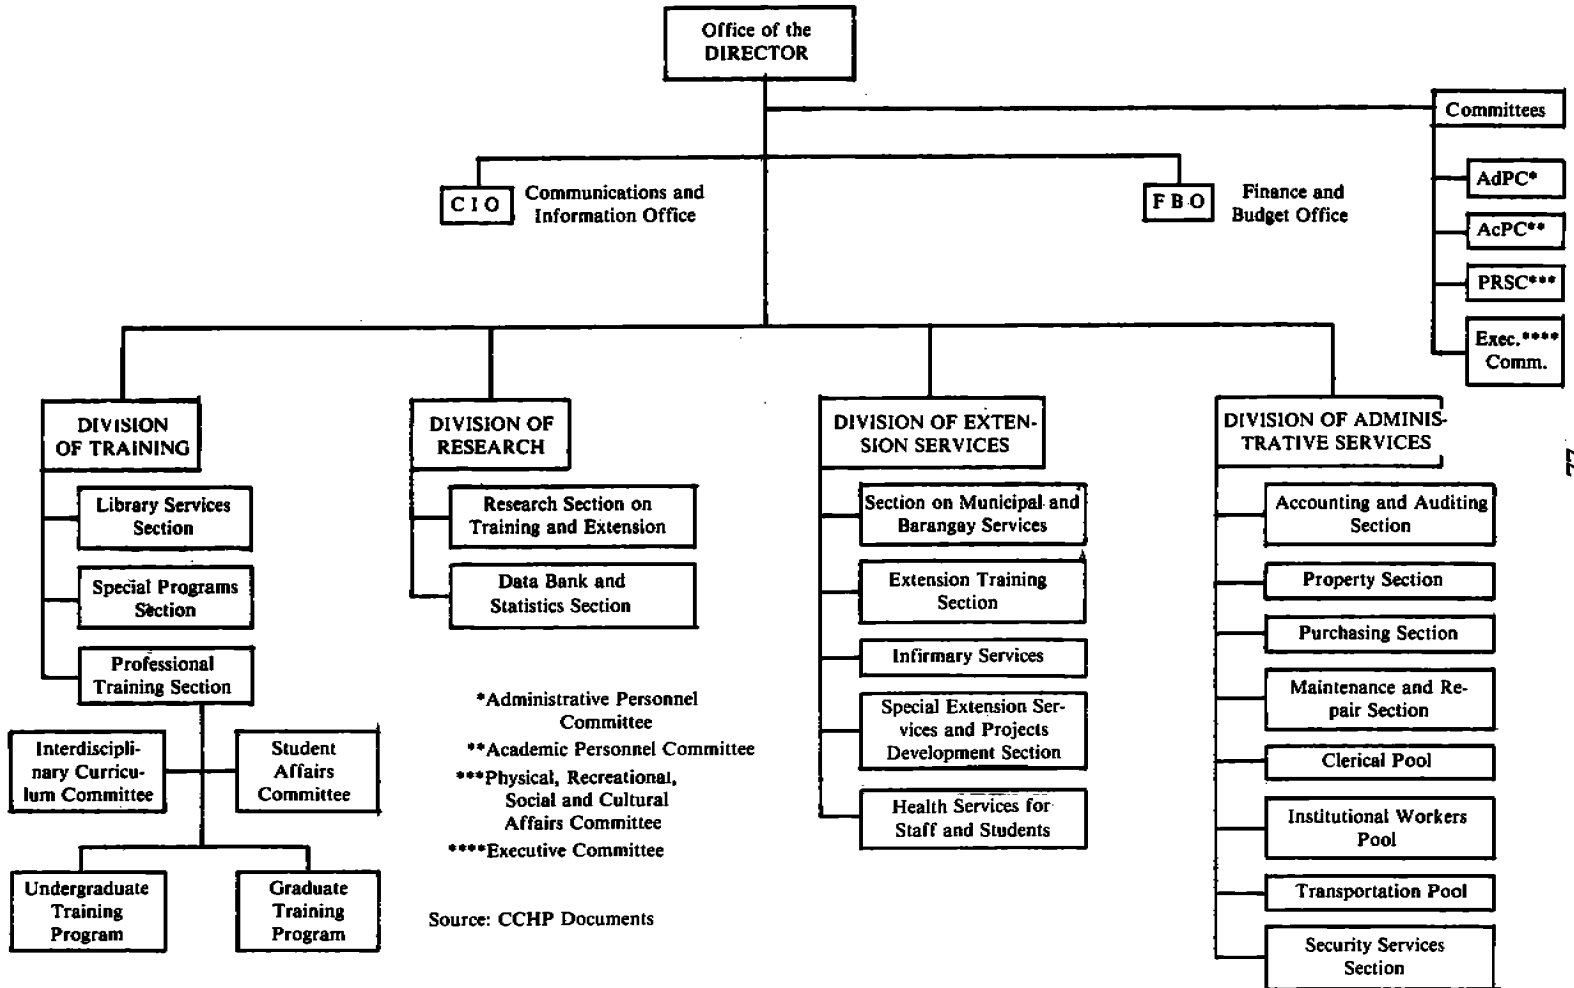 Office of the
DIRECTOR
Committees
AdPC*
AcPC**
PRSC***
Exec.****
Comm.
C I O
Communications and
Information Office
F B O
Finance and
Budget Office
DIVISION
OF TRAINING
Library Services
Section
Special Programs
Section
Professional
Training Section
Interdiscipli-
nary Curricu-
lum Committee
Student
Affairs
Committee
Undergraduate
Training
Program
Graduate
Training
Program
DIVISION OF
RESEARCH
Research Section on
Training and Extension
Data Bank and
Statistics Section
*Administrative Personnel
Committee
**Academic Personnel Committee
***Physical, Recreational,
Social and Cultural
Affairs Committee
****Executive Committee
Source: CCHP Documents
DIVISION OF EXTEN-
SION SERVICES
Section on Municipal and
Barangay Services
Extension Training
Section
Infirmary Services
Special Extension Ser-
vices and Projects
Development Section
Health Services for
Staff and Students
DIVISION OF ADMINIS-
TRATIVE SERVICES
Accounting and Auditing
Section
Property Section
Purchasing Section
Maintenance and Re-
pair Section
Clerical Pool
Institutional Workers
Pool
Transportation Pool
Security Services
Section
77